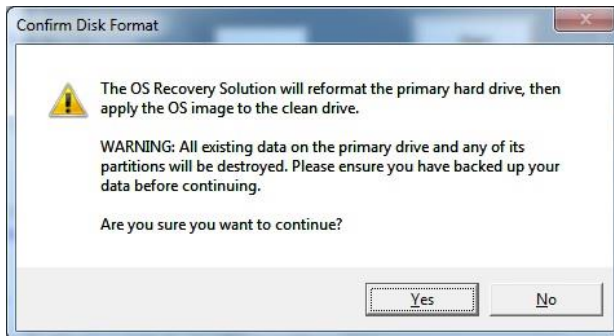 Confirm Disk Format
The OS Recovery Solution will reformat the primary hard drive, then
apply the OS image to the clean drive.
WARNING: All existing data on the primary drive and any of its
partitions will be destroyed. Please ensure you have backed up your
data before continuing.
Are you sure you want to continue?
Yes
No